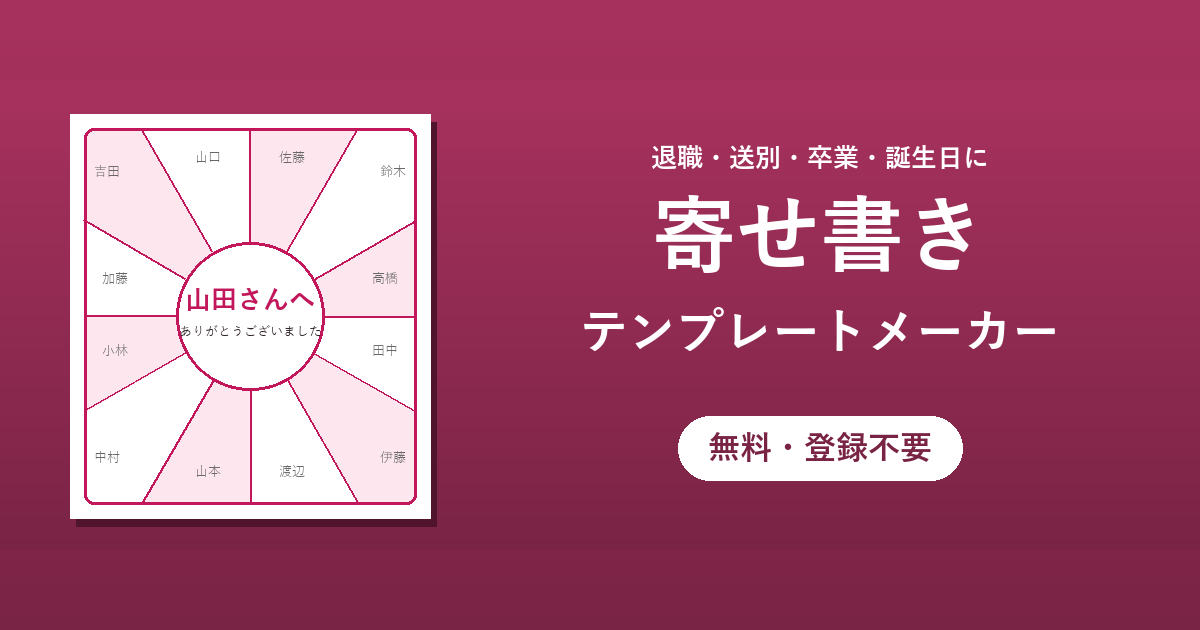 吉田
山口
佐藤
鈴木
加藤
高橋
山田さんへ
ありがとうございました
小林
田中
中村
山本
渡辺
伊藤
退職・送別・卒業・誕生日に
寄せ書き
テンプレートメーカー
無料・登録不要